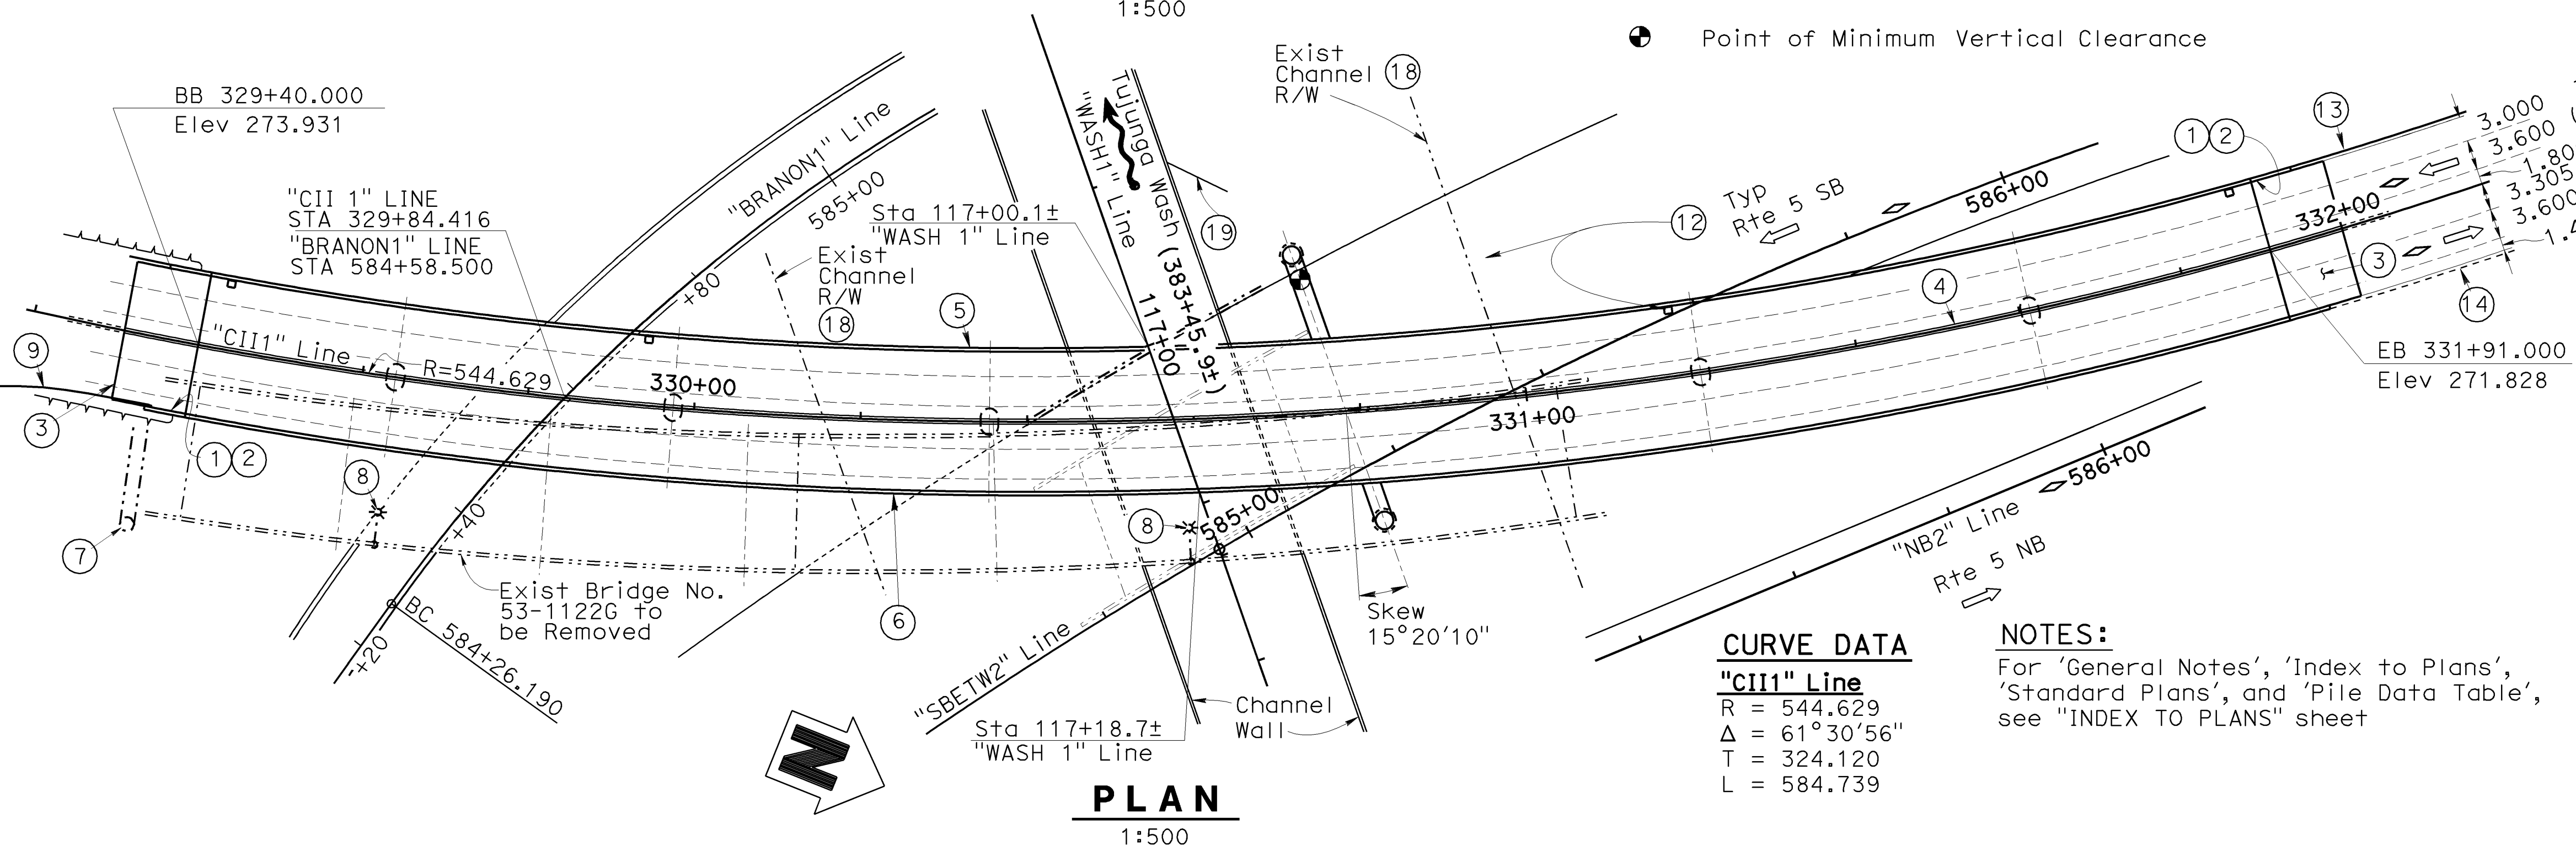 1:500
Point of Minimum Vertical Clearance
BB 329+40.000
Elev 273.931
"CII 1" LINE
STA 329+84.416
"BRANON1" LINE
STA 584+58.500
"BRANON1" Line
585+00
+80
+40
+20
BC 584+26.190
Exist
Channel
R/W
18
Sta 117+00.1±
"WASH 1" Line
"WASH1" Line
Tujunga Wash (383+45.9±)
117+00
19
Exist
Channel
R/W
18
12
Typ
Rte 5 SB
586+00
1
2
13
3.000
3.600
1.80
3.305
3.600
1.4
332+00
3
14
4
EB 331+91.000
Elev 271.828
9
3
"CII1" Line
R=544.629
330+00
5
331+00
1
2
8
7
8
585+00
Exist Bridge No.
53-1122G to
be Removed
6
Skew
15°20'10"
"SBETW2" Line
"NB2" Line
Rte 5 NB
586+00
Sta 117+18.7±
"WASH 1" Line
Channel
Wall
N
PLAN
1:500
CURVE DATA
"CII1" Line
R = 544.629
Δ = 61°30'56"
T = 324.120
L = 584.739
NOTES:
For 'General Notes', 'Index to Plans',
'Standard Plans', and 'Pile Data Table',
see "INDEX TO PLANS" sheet